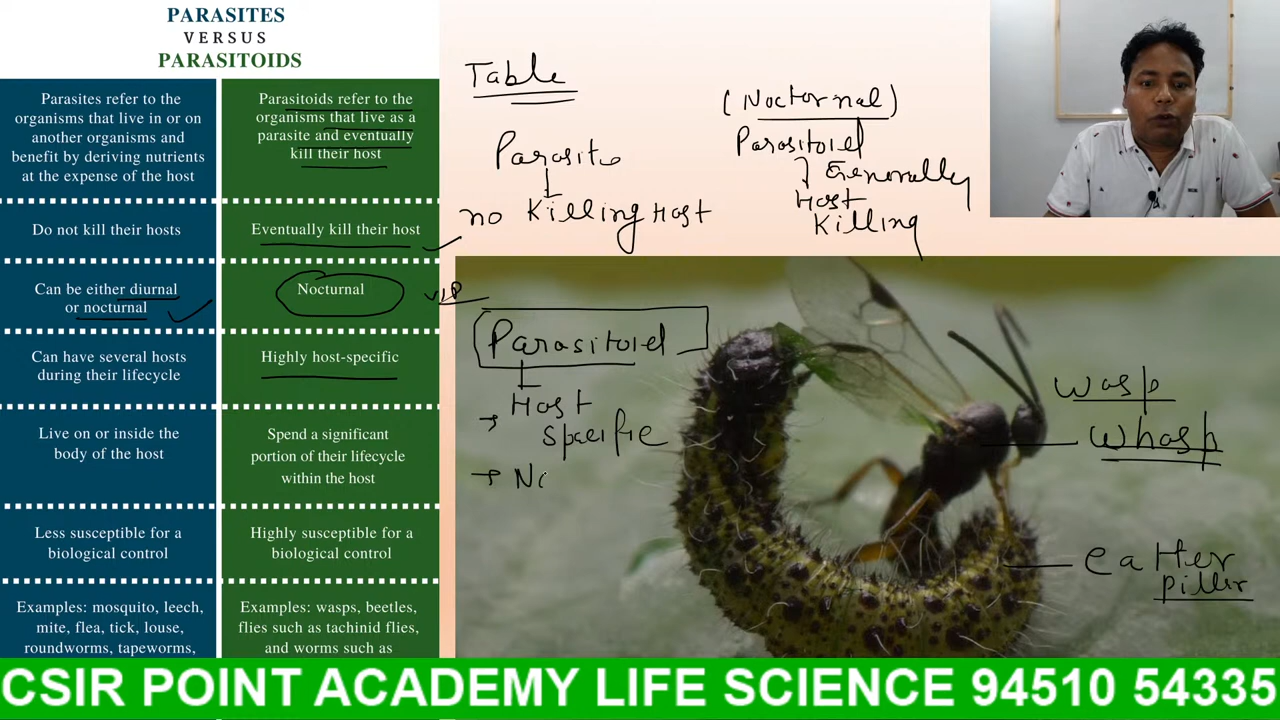 PARASITES
VERSUS
PARASITOIDS
Parasites refer to the
organisms that live in or on
another organisms and
benefit by deriving nutrients
at the expense of the host
Parasitoids refer to the
organisms that live as a
parasite and eventually
kill their host
Do not kill their hosts
Eventually kill their host
Can be either diurnal
or nocturnal
Nocturnal
Can have several hosts
during their lifecycle
Highly host-specific
Live on or inside the
body of the host
Spend a significant
portion of their lifecycle
within the host
Less susceptible for a
biological control
Highly susceptible for a
biological control
Examples: mosquito, leech,
mite, flea, tick, louse,
roundworms, tapeworms,
Examples: wasps, beetles,
flies such as tachinid flies,
and worms such as
Table
Parasite
no Killing Host
(Noctornal)
Parasitoid
Generally
Host
Killing
VIP
Parasitoid
→ Host
Specific
→ No
Wasp
Whasp
Catter
piller
CSIR POINT ACADEMY LIFE SCIENCE 94510 54335